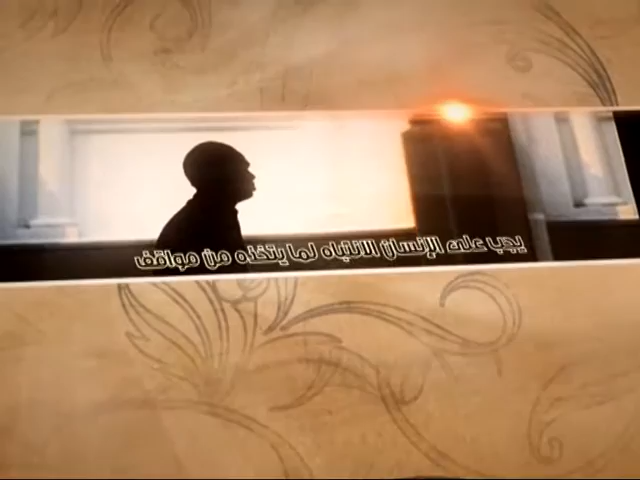 يجب على الإنسان الانتباه لما يتخذه من مواقف